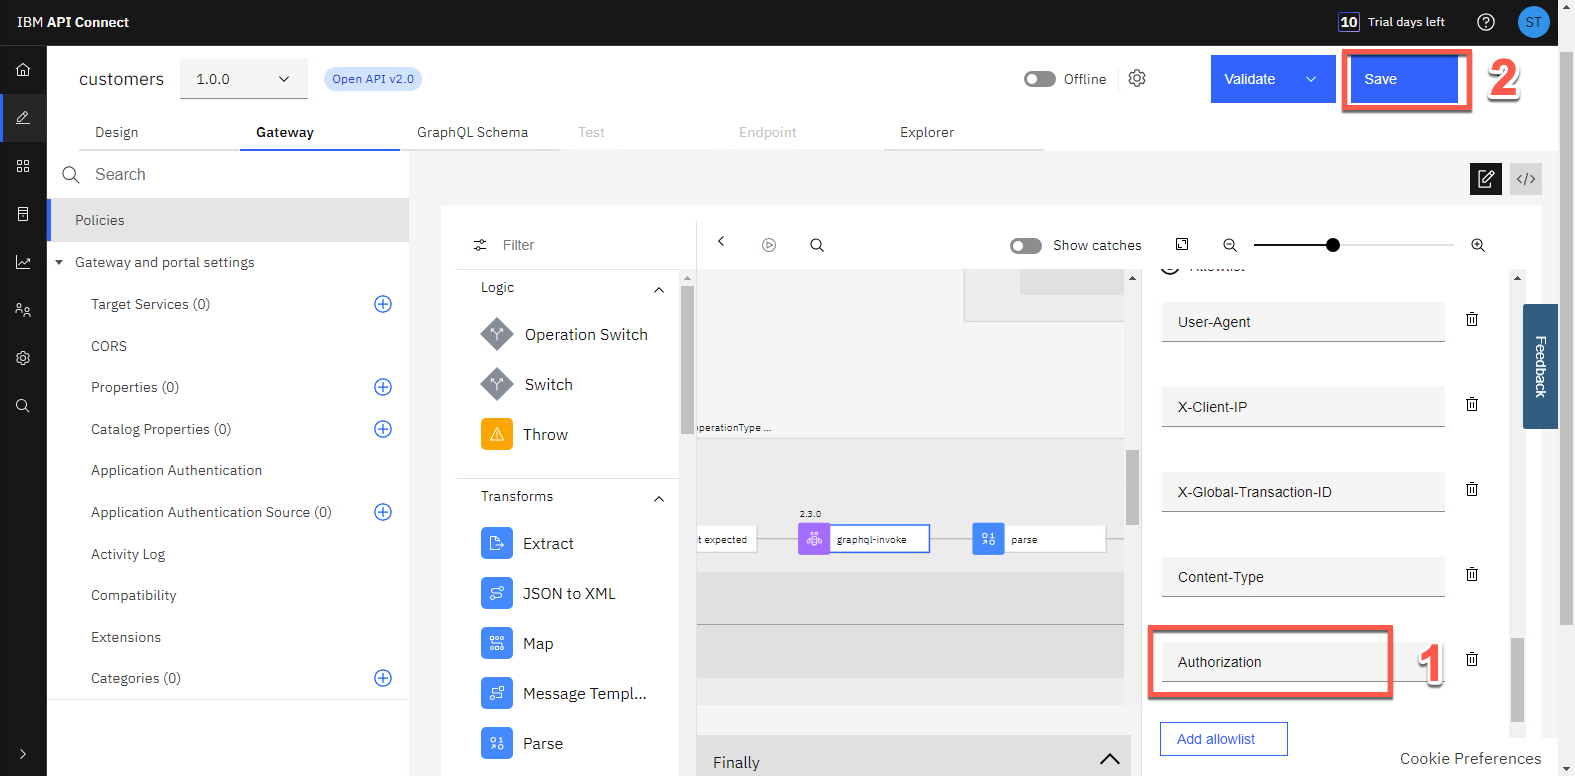 IBM API Connect
10 Trial days left
ST
customers
1.0.0
Open API v2.0
Offline
Validate
Save
2
Design
Gateway
GraphQL Schema
Test
Endpoint
Explorer
Search
Policies
Gateway and portal settings
Target Services (0)
CORS
Properties (0)
Catalog Properties (0)
Application Authentication
Application Authentication Source (0)
Activity Log
Compatibility
Extensions
Categories (0)
Filter
Logic
Operation Switch
Switch
Throw
Transforms
Extract
JSON to XML
Map
Message Templ...
Parse
Show catches
operationType ...
t expected
2.3.0
graphql-invoke
parse
Finally
Allowlist
User-Agent
X-Client-IP
X-Global-Transaction-ID
Content-Type
Authorization
1
Add allowlist
Feedback
Cookie Preferences